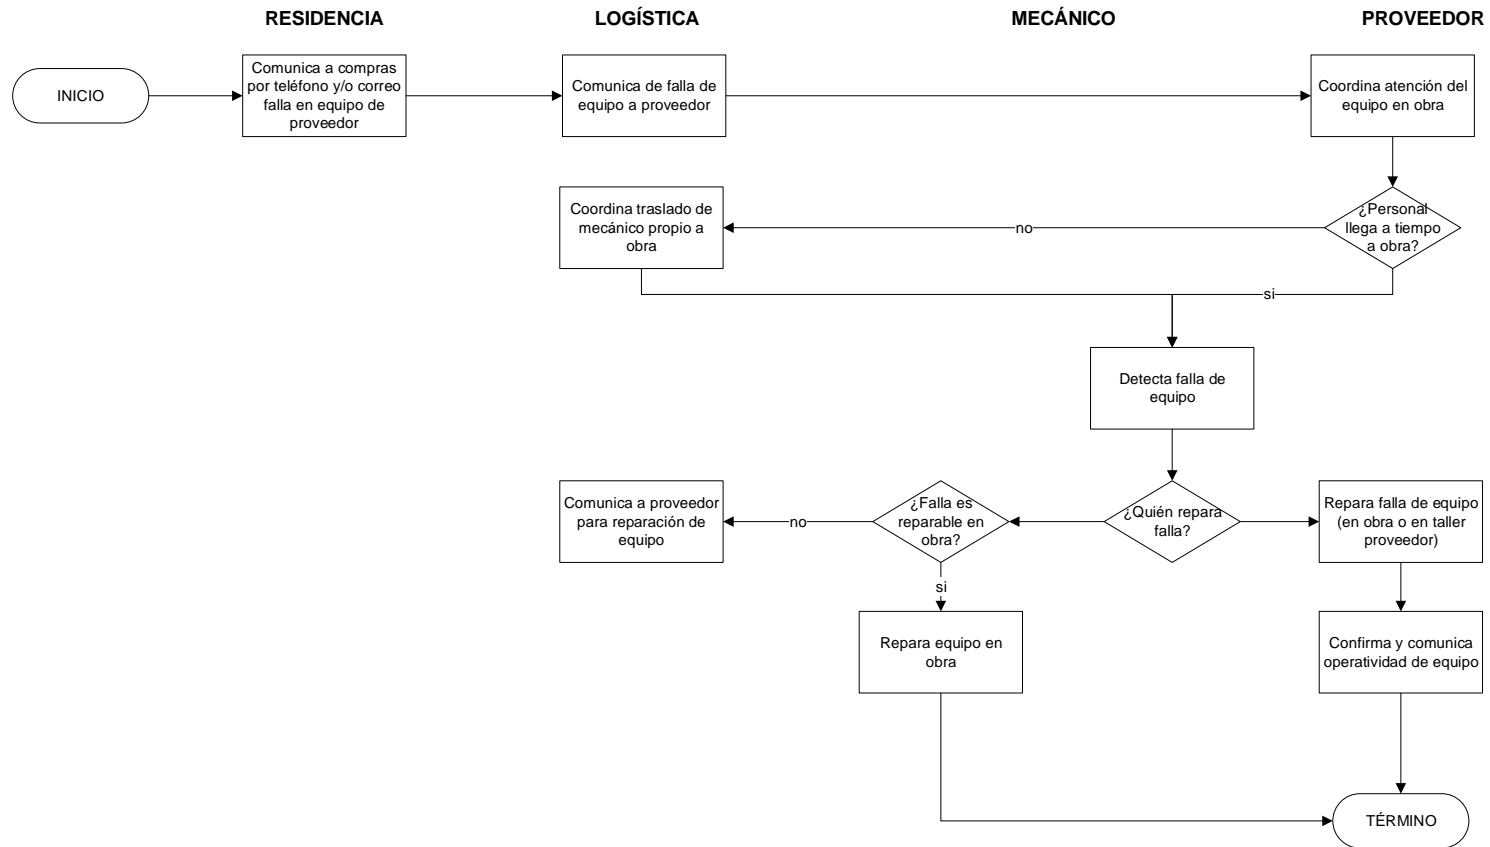 RESIDENCIA
LOGÍSTICA
MECÁNICO
PROVEEDOR
INICIO
Comunica a compras
por teléfono y/o correo
falla en equipo de
proveedor
Comunica de falla de
equipo a proveedor
Coordina atención del
equipo en obra
Coordina traslado de
mecánico propio a
obra
no
¿Personal
llega a tiempo
a obra?
si
Detecta falla de
equipo
Comunica a proveedor
para reparación de
equipo
no
¿Falla es
reparable en
obra?
¿Quién repara
falla?
Repara falla de equipo
(en obra o en taller
proveedor)
si
Repara equipo en
obra
Confirma y comunica
operatividad de equipo
TÉRMINO